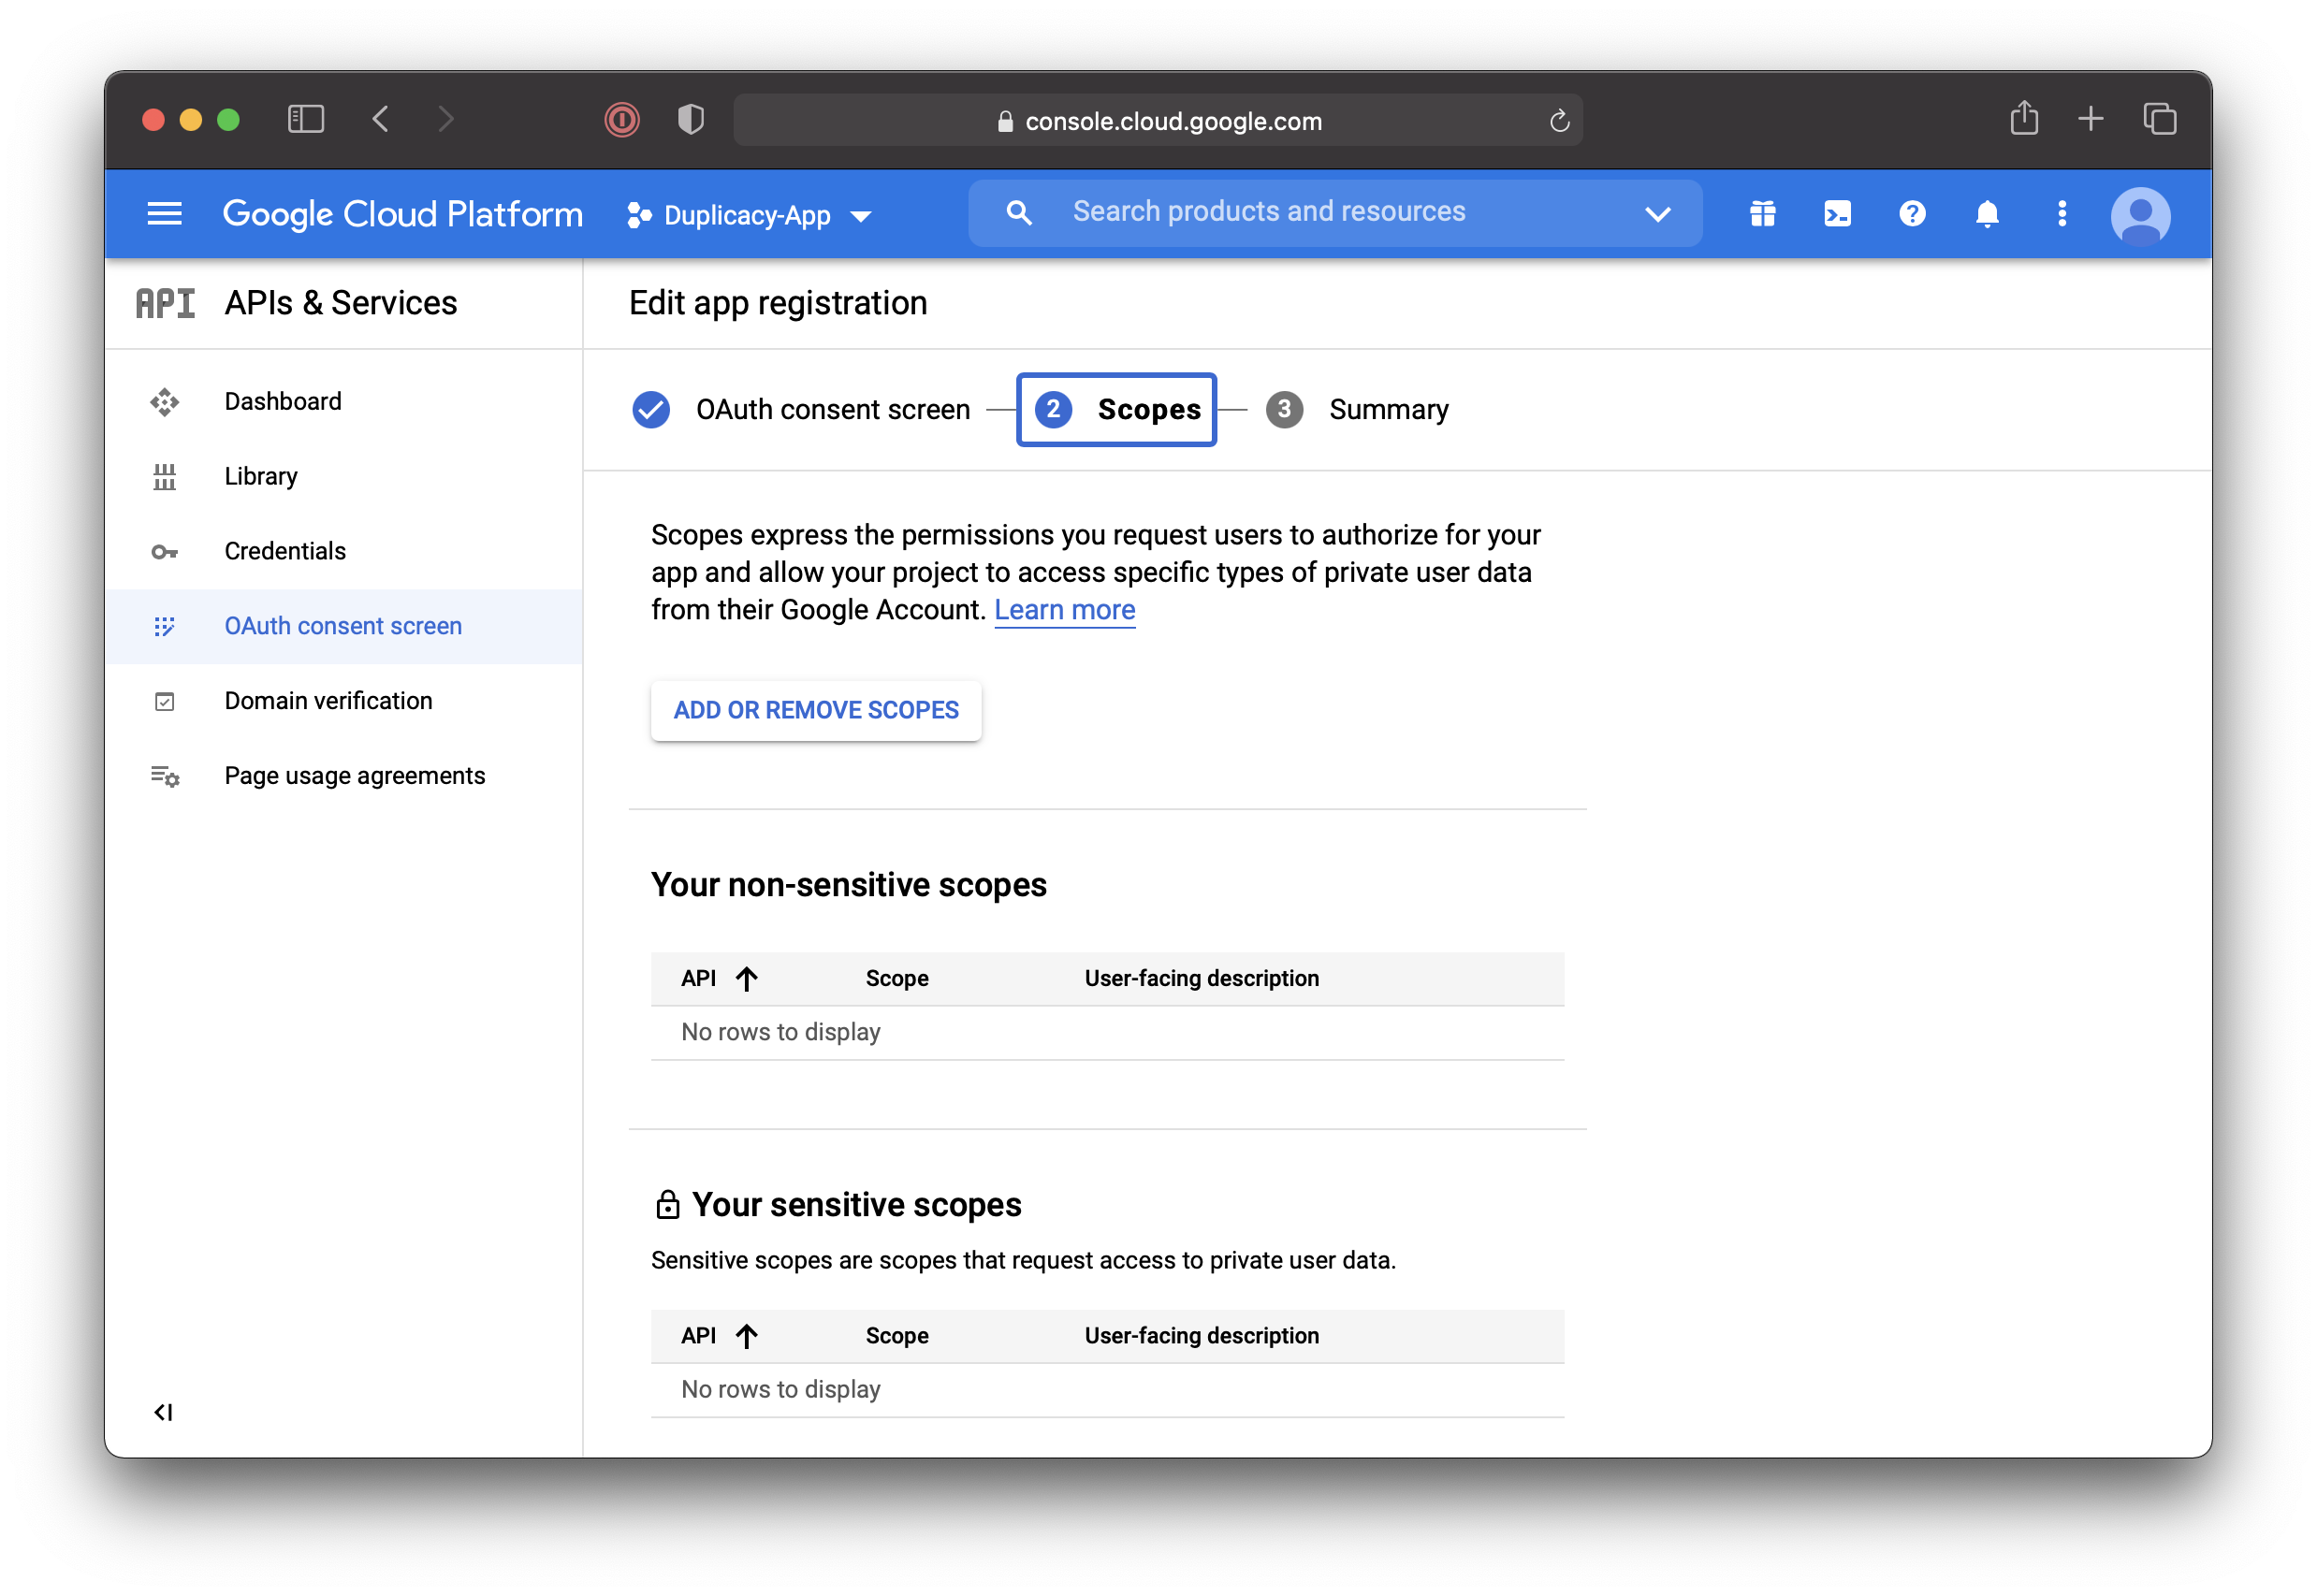 console.cloud.google.com
Google Cloud Platform
Duplicacy-App
Search products and resources
API APIs & Services
Edit app registration
Dashboard
Library
Credentials
OAuth consent screen
Domain verification
Page usage agreements
OAuth consent screen
2 Scopes
3 Summary
Scopes express the permissions you request users to authorize for your
app and allow your project to access specific types of private user data
from their Google Account. Learn more
ADD OR REMOVE SCOPES
Your non-sensitive scopes
API Scope User-facing description
No rows to display
Your sensitive scopes
Sensitive scopes are scopes that request access to private user data.
API Scope User-facing description
No rows to display